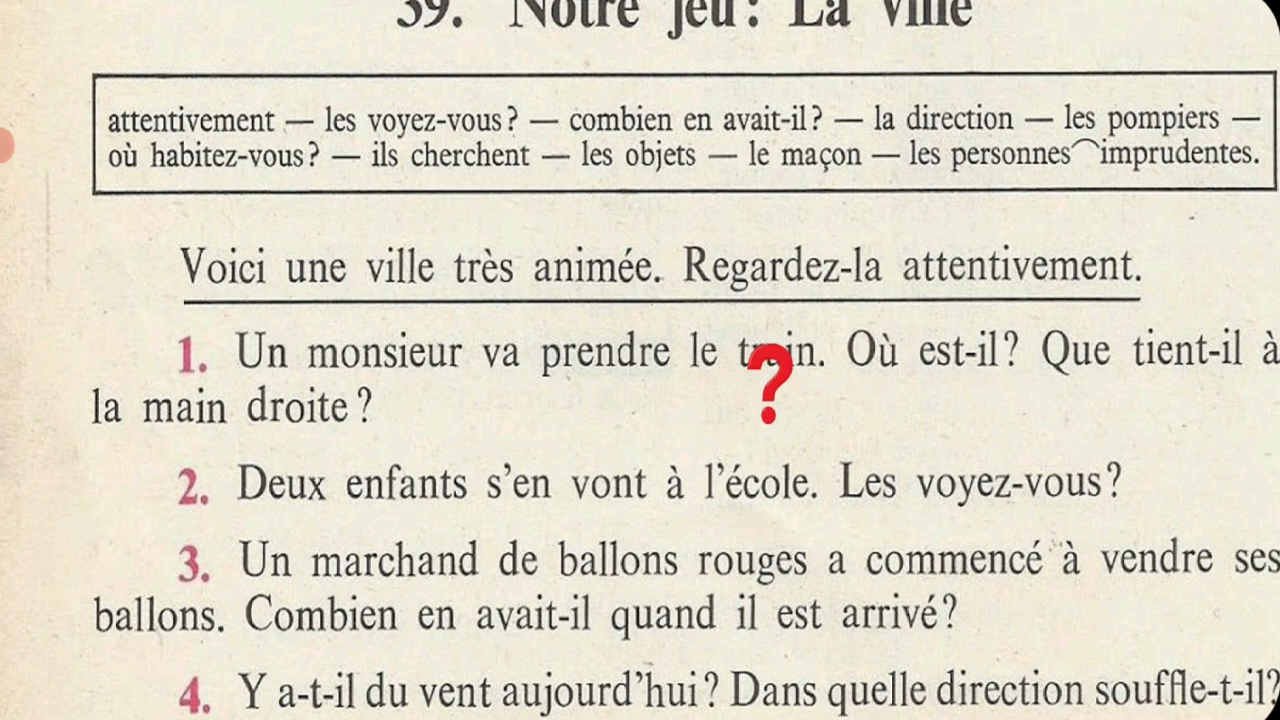 39. Notre jeu: La ville
attentivement — les voyez-vous? — combien en avait-il? — la direction — les pompiers —
où habitez-vous? — ils cherchent — les objets — le maçon — les personnes‿imprudentes.
Voici une ville très animée. Regardez-la attentivement.
1. Un monsieur va prendre le train. Où est-il? Que tient-il à
la main droite?
?
2. Deux enfants s'en vont à l'école. Les voyez-vous?
3. Un marchand de ballons rouges a commencé à vendre ses
ballons. Combien en avait-il quand il est arrivé?
4. Y a-t-il du vent aujourd'hui? Dans quelle direction souffle-t-il?